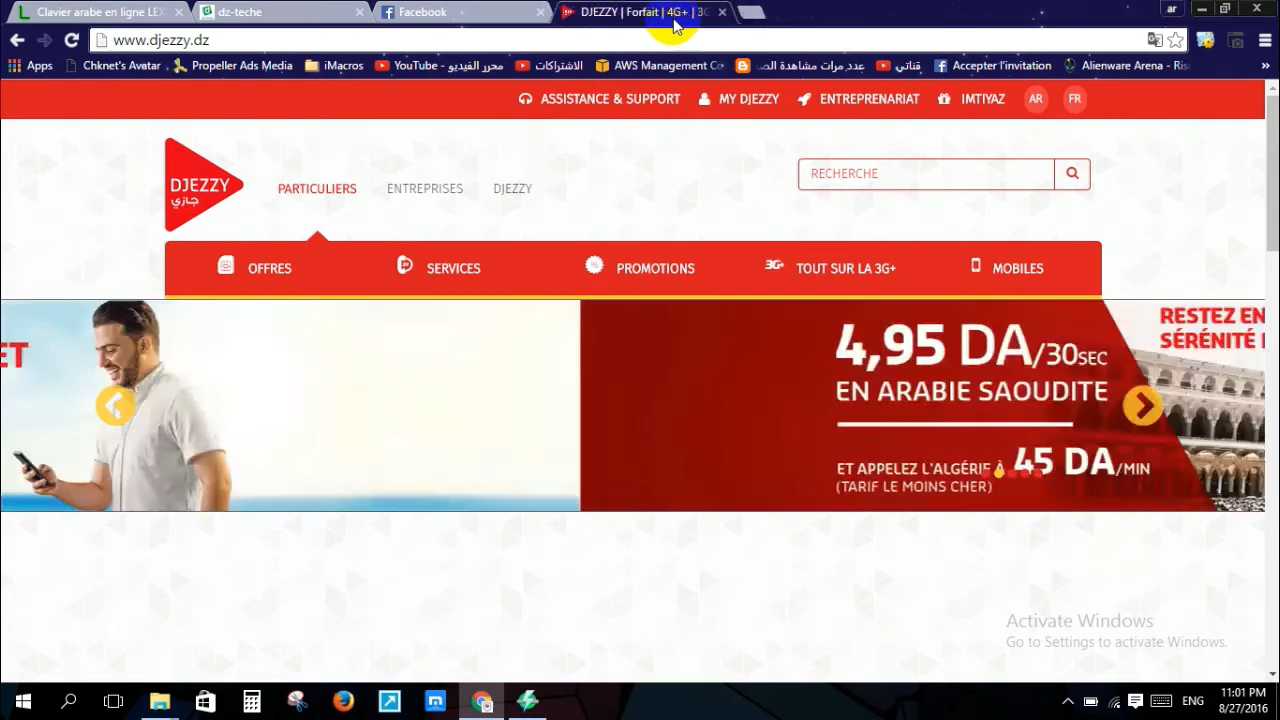 Clavier arabe en ligne LEX
dz-teche
Facebook
DJEZZY | Forfait | 4G+ | 3G
ar
www.djezzy.dz
Apps
Chknet's Avatar
Propeller Ads Media
iMacros
YouTube - محرر الفيديو
الاشتراكات
AWS Management Co
عدد مرات مشاهدة الص
قناتي
Accepter l'invitation
Alienware Arena - Ris
»
ASSISTANCE & SUPPORT
MY DJEZZY
ENTREPRENARIAT
IMTIYAZ
AR
FR
DJEZZY
جازي
PARTICULIERS
ENTREPRISES
DJEZZY
RECHERCHE
OFFRES
SERVICES
PROMOTIONS
3G+
TOUT SUR LA 3G+
MOBILES
ET
4,95 DA/30SEC
EN ARABIE SAOUDITE
ET APPELEZ L'ALGÉRIE À 45 DA/MIN
(TARIF LE MOINS CHER)
RESTEZ EN
SÉRÉNITÉ
Activate Windows
Go to Settings to activate Windows.
ENG
11:01 PM
8/27/2016